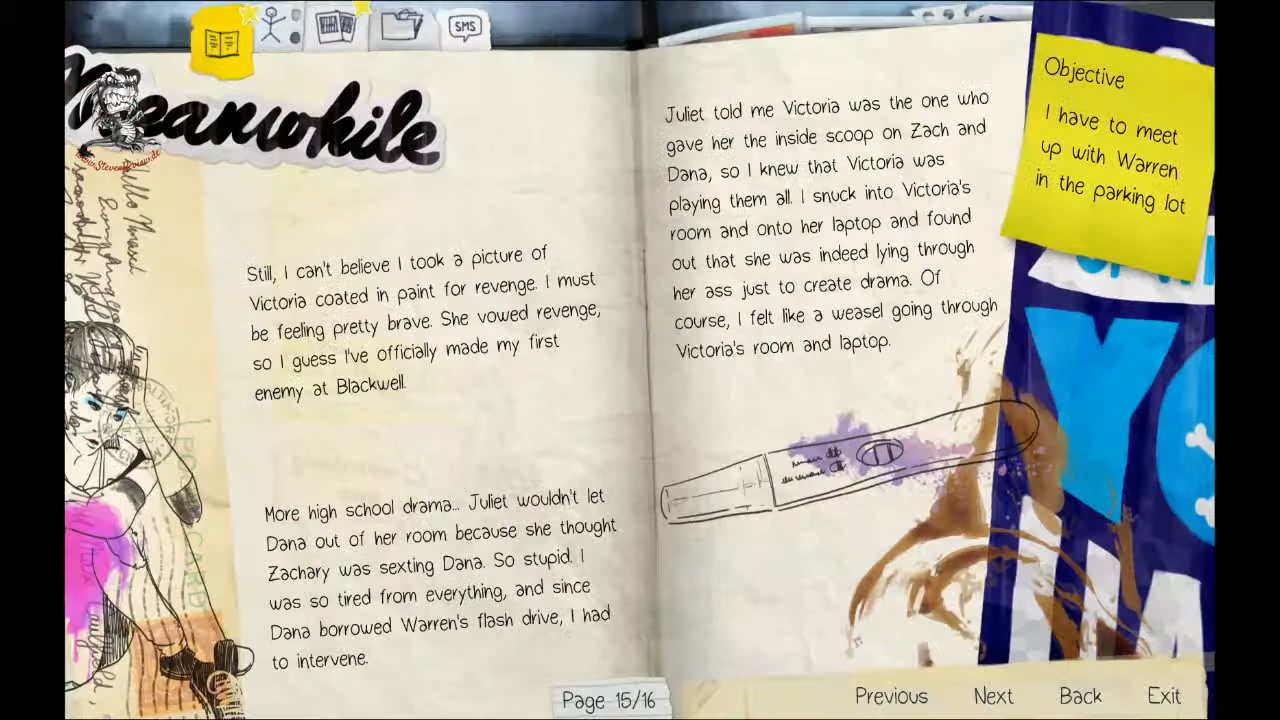 SMS
Meanwhile
www.StevesReview.de
Still, I can't believe I took a picture of
Victoria coated in paint for revenge. I must
be feeling pretty brave. She vowed revenge,
so I guess I've officially made my first
enemy at Blackwell.
More high school drama... Juliet wouldn't let
Dana out of her room because she thought
Zachary was sexting Dana. So stupid. I
was so tired from everything, and since
Dana borrowed Warren's flash drive, I had
to intervene.
Juliet told me Victoria was the one who
gave her the inside scoop on Zach and
Dana, so I knew that Victoria was
playing them all. I snuck into Victoria's
room and onto her laptop and found
out that she was indeed lying through
her ass just to create drama. Of
course, I felt like a weasel going through
Victoria's room and laptop.
Objective
I have to meet
up with Warren
in the parking lot
Page 15/16
Previous
Next
Back
Exit